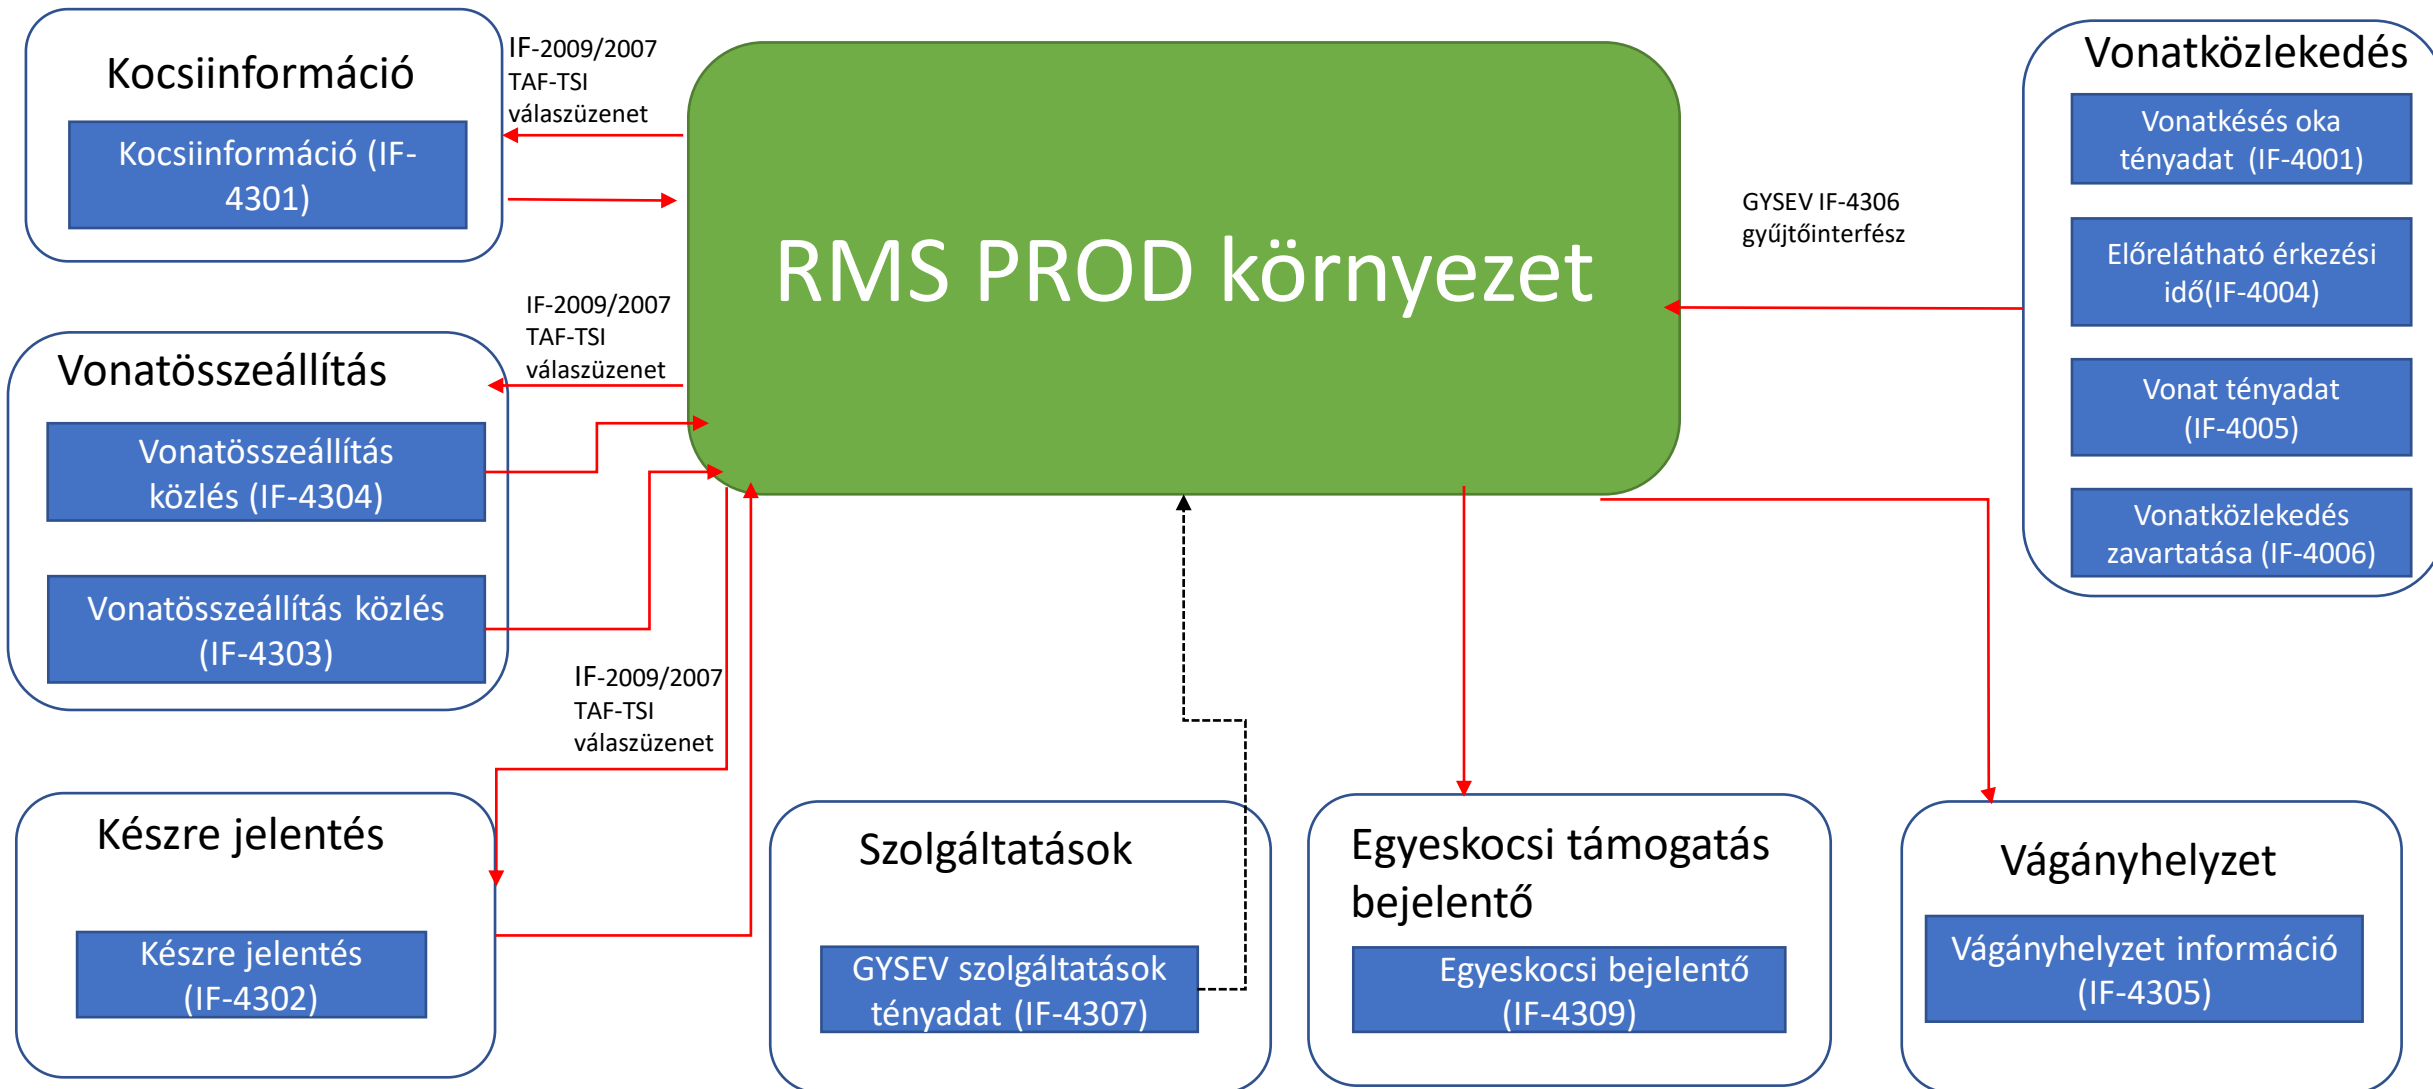 Kocsiinformáció
Kocsiinformáció (IF-
4301)
IF-2009/2007
TAF-TSI
válaszüzenet
RMS PROD környezet
GYSEV IF-4306
gyűjtőinterfész
Vonatközlekedés
Vonatkésés oka
tényadat (IF-4001)
Előrelátható érkezési
idő(IF-4004)
Vonat tényadat
(IF-4005)
Vonatközlekedés
zavartatása (IF-4006)
IF-2009/2007
TAF-TSI
válaszüzenet
Vonatösszeállítás
Vonatösszeállítás
közlés (IF-4304)
Vonatösszeállítás közlés
(IF-4303)
IF-2009/2007
TAF-TSI
válaszüzenet
Készre jelentés
Készre jelentés
(IF-4302)
Szolgáltatások
GYSEV szolgáltatások
tényadat (IF-4307)
Egyeskocsi támogatás
bejelentő
Egyeskocsi bejelentő
(IF-4309)
Vágányhelyzet
Vágányhelyzet információ
(IF-4305)